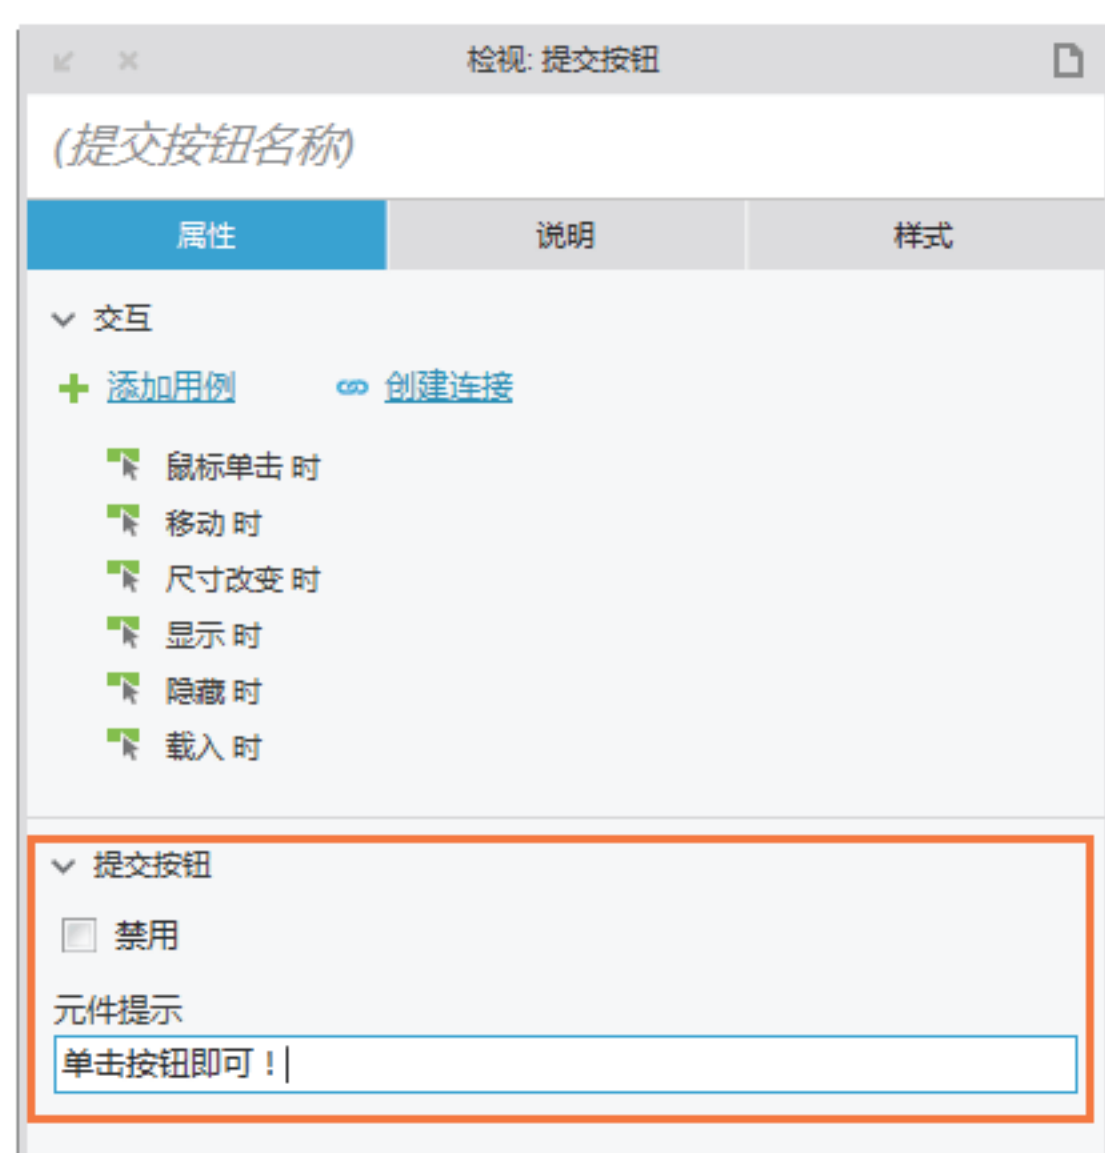 检视: 提交按钮
(提交按钮名称)
属性 说明 样式
交互
添加用例 创建连接
鼠标单击 时
移动 时
尺寸改变 时
显示 时
隐藏 时
载入 时
提交按钮
禁用
元件提示
单击按钮即可！